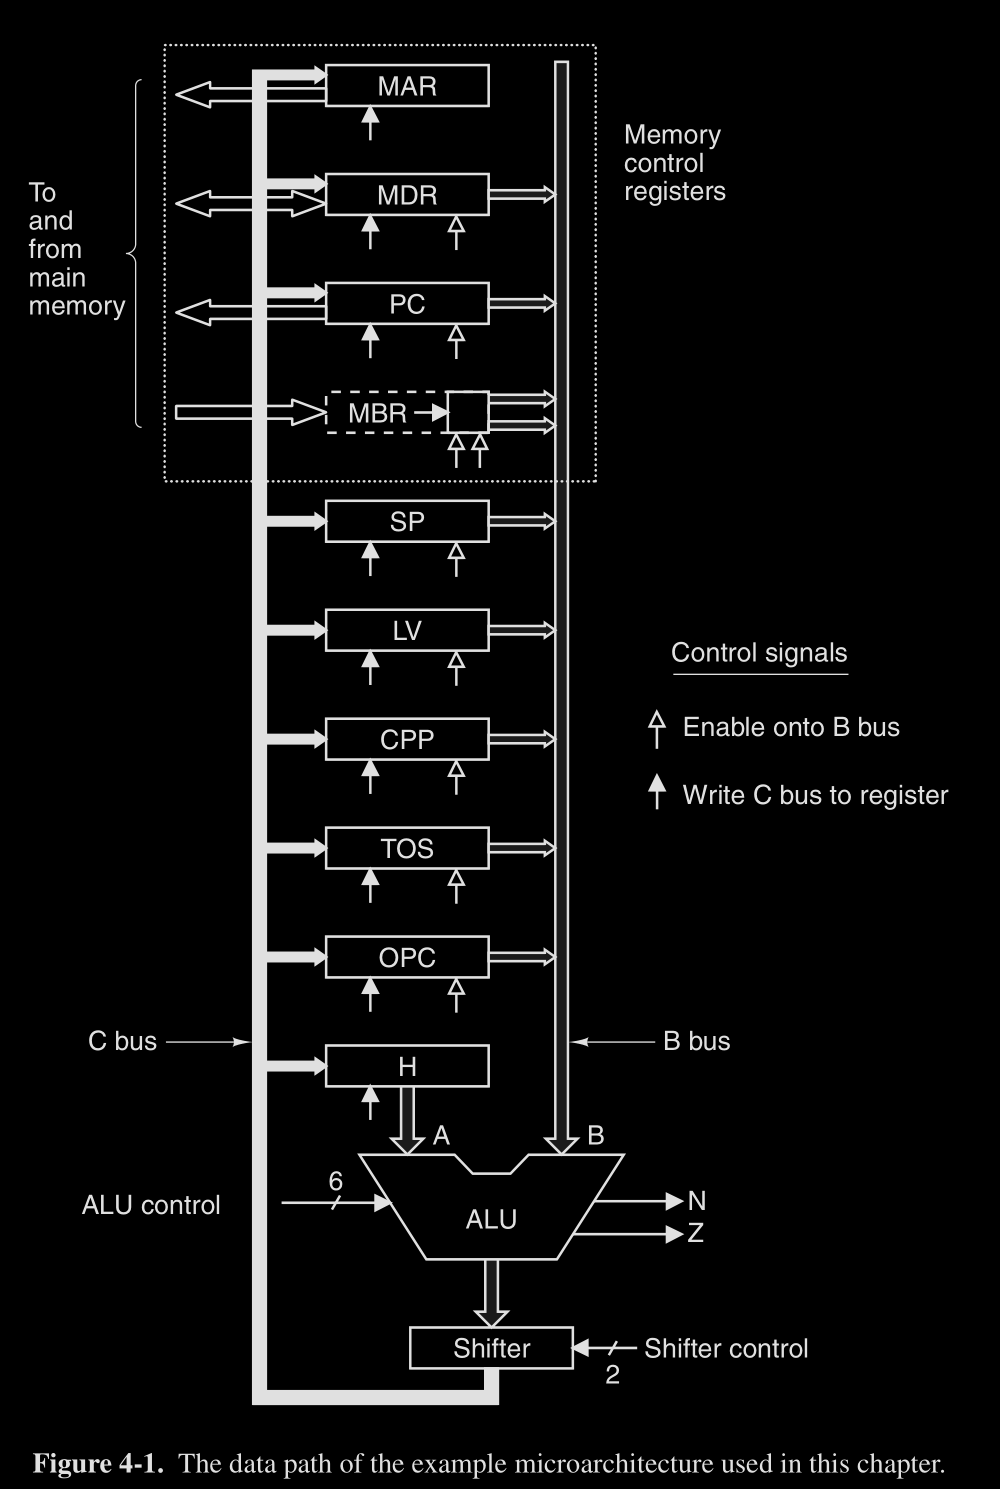 MAR
Memory
control
registers
To
and
from
main
memory
MDR
PC
MBR
SP
LV
Control signals
Enable onto B bus
CPP
Write C bus to register
TOS
OPC
C bus
B bus
H
A
B
6
ALU control
ALU
N
Z
Shifter
Shifter control
2
Figure 4-1. The data path of the example microarchitecture used in this chapter.